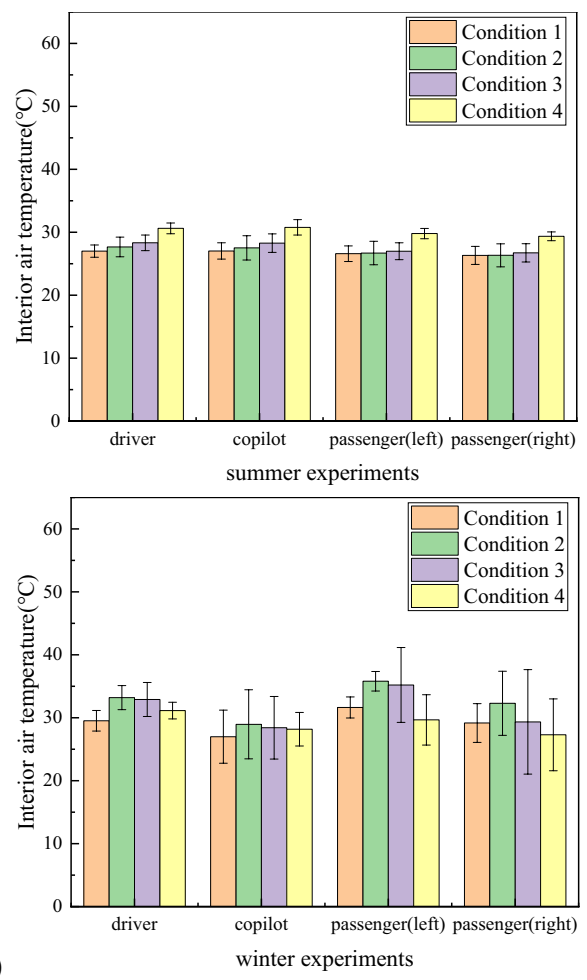 60
50
40
30
20
10
0
Interior air temperature(℃)
Condition 1
Condition 2
Condition 3
Condition 4
driver copilot passenger(left) passenger(right)
summer experiments
60
50
40
30
20
10
0
Interior air temperature(℃)
Condition 1
Condition 2
Condition 3
Condition 4
driver copilot passenger(left) passenger(right)
winter experiments
)